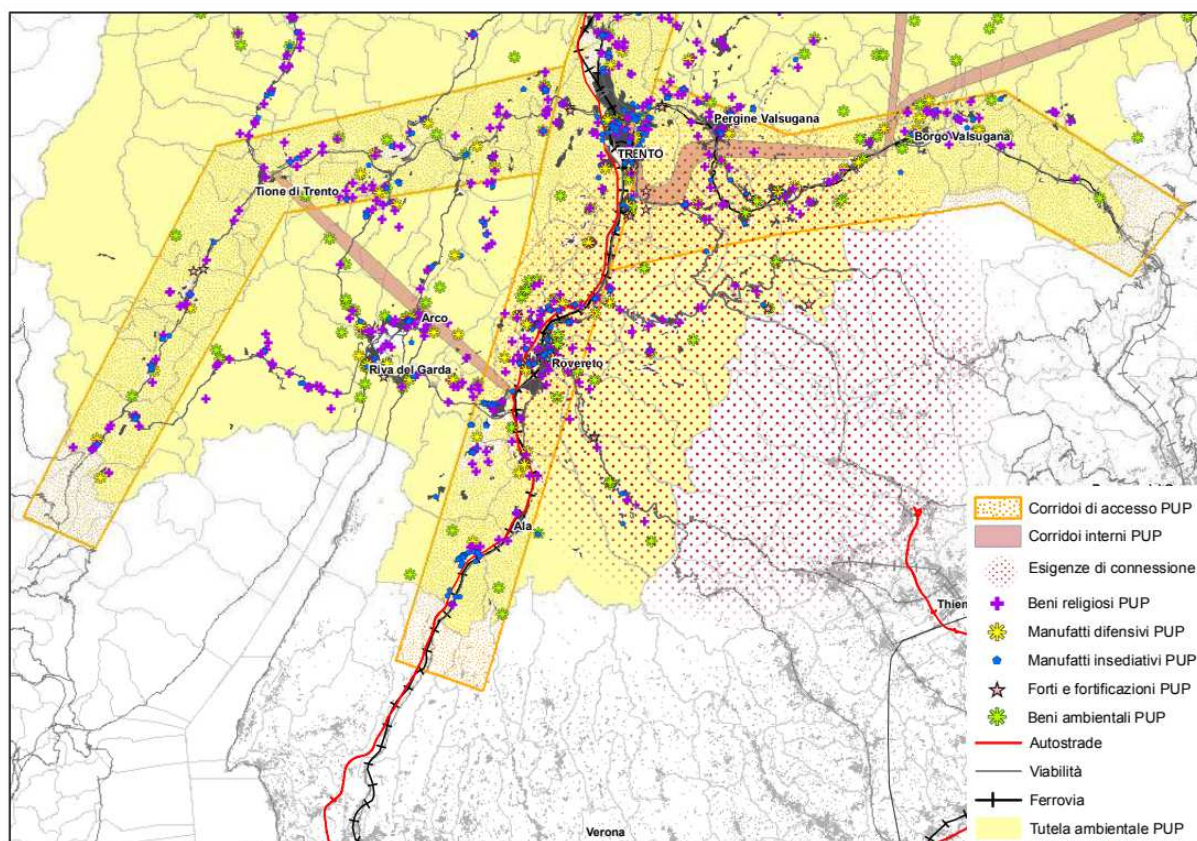 Pergine Valsugana
Borgo Valsugana
TRENTO
Tione di Trento
Arco
Riva del Garda
Rovereto
Ala
Corridoi di accesso PUP
Corridoi interni PUP
Esigenze di connessione
Beni religiosi PUP
Thien
Manufatti difensivi PUP
Manufatti insediativi PUP
Forti e fortificazioni PUP
Beni ambientali PUP
Autostrade
Viabilità
Ferrovia
Verona
Tutela ambientale PUP